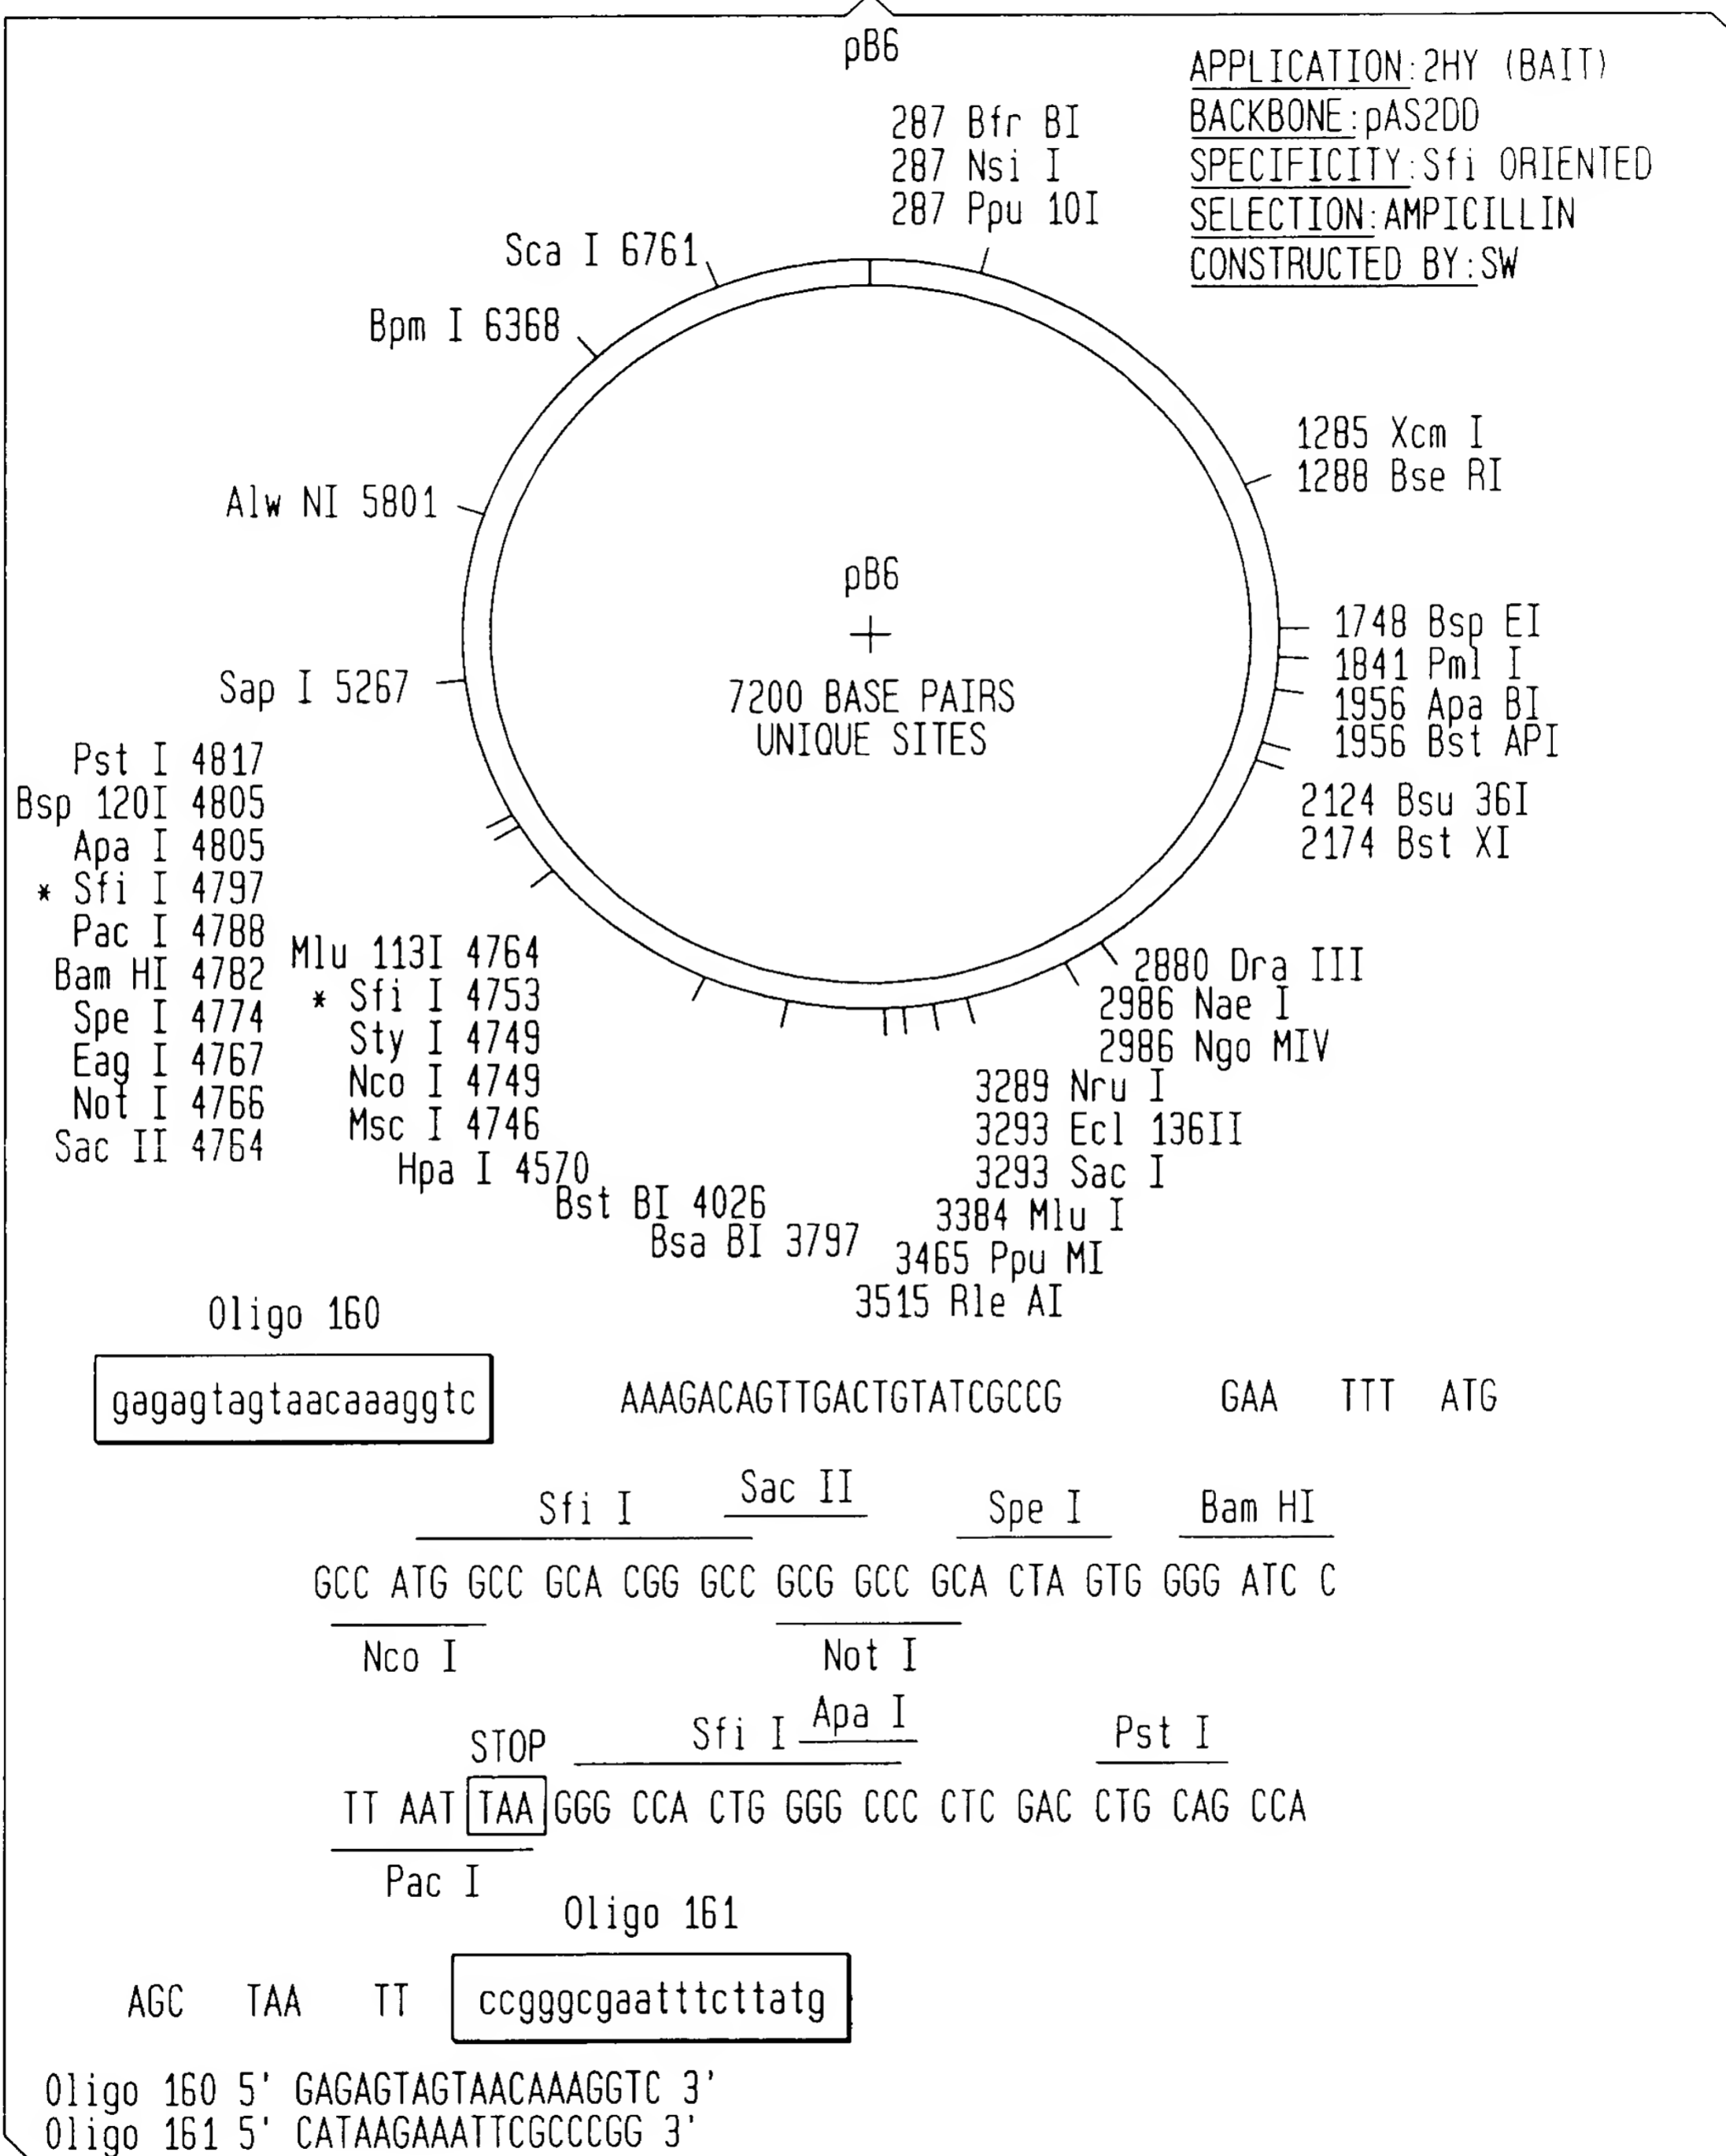 pB6
APPLICATION:2HY (BAIT)
BACKBONE:pAS2DD
SPECIFICITY:Sfi ORIENTED
SELECTION:AMPICILLIN
CONSTRUCTED BY:SW
287 Bfr BI
287 Nsi I
287 Ppu 10I
Sca I 6761
Bpm I 6368
Alw NI 5801
Sap I 5267
1285 Xcm I
1288 Bse RI
pB6
7200 BASE PAIRS
UNIQUE SITES
1748 Bsp EI
1841 Pml I
1956 Apa BI
1956 Bst API
2124 Bsu 36I
2174 Bst XI
Pst I 4817
Bsp 120I 4805
Apa I 4805
* Sfi I 4797
Pac I 4788
Bam HI 4782
Spe I 4774
Eag I 4767
Not I 4766
Sac II 4764
Mlu 113I 4764
* Sfi I 4753
Sty I 4749
Nco I 4749
Msc I 4746
Hpa I 4570
Bst BI 4026
Bsa BI 3797
2880 Dra III
2986 Nae I
2986 Ngo MIV
3289 Nru I
3293 Ecl 136II
3293 Sac I
3384 Mlu I
3465 Ppu MI
3515 Rle AI
Oligo 160
gagagtagtaacaaaggtc AAAGACAGTTGACTGTATCGCCG GAA TTT ATG
Sfi I Sac II Spe I Bam HI
GCC ATG GCC GCA CGG GCC GCG GCC GCA CTA GTG GGG ATC C
Nco I Not I
STOP Sfi I Apa I Pst I
TT AAT TAA GGG CCA CTG GGG CCC CTC GAC CTG CAG CCA
Pac I
Oligo 161
AGC TAA TT ccgggcgaatttcttatg
Oligo 160 5' GAGAGTAGTAACAAAGGTC 3'
Oligo 161 5' CATAAGAAATTCGCCCGG 3'